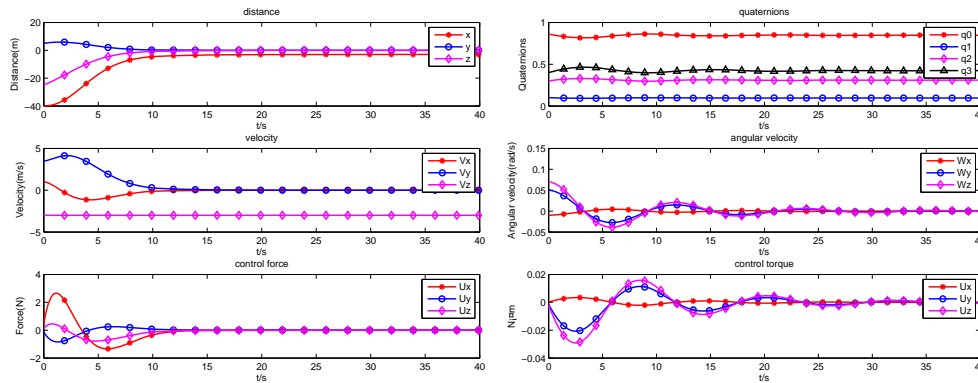 distance
Distance(m)
20
0
-20
-40
0 5 10 15 20 25 30 35 40
t/s
x
y
z
quaternions
Quaternions
1
0.5
0
0 5 10 15 20 25 30 35 40
t/s
q0
q1
q2
q3
velocity
Velocity(m/s)
5
0
-5
0 5 10 15 20 25 30 35 40
t/s
Vx
Vy
Vz
angular velocity
Angular velocity(rad/s)
0.15
0.1
0.05
0
-0.05
0 5 10 15 20 25 30 35 40
t/s
Wx
Wy
Wz
control force
Force(N)
4
2
0
-2
0 5 10 15 20 25 30 35 40
t/s
Ux
Uy
Uz
control torque
0.02
0
-0.02
-0.04
0 5 10 15 20 25 30 35 40
t/s
Ux
Uy
Uz